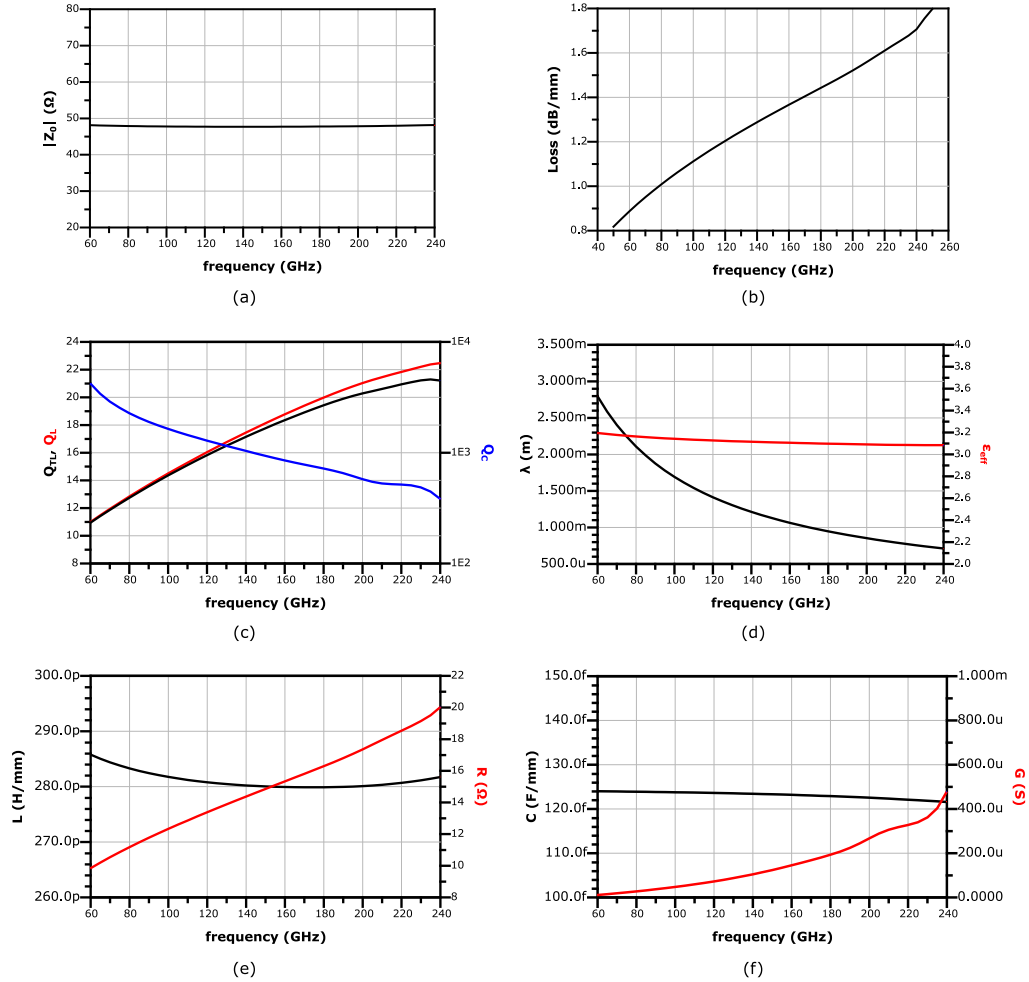 80
70
60
50
40
30
20
|Z0| (Ω)
60 80 100 120 140 160 180 200 220 240
frequency (GHz)
(a)
1.8
1.6
1.4
1.2
1.0
0.8
Loss (dB/mm)
40 60 80 100 120 140 160 180 200 220 240 260
frequency (GHz)
(b)
24
22
20
18
16
14
12
10
8
QTL, QL
1E4
1E3
1E2
QC
60 80 100 120 140 160 180 200 220 240
frequency (GHz)
(c)
3.500m
3.000m
2.500m
2.000m
1.500m
1.000m
500.0u
λ (m)
4.0
3.8
3.6
3.4
3.2
3.0
2.8
2.6
2.4
2.2
2.0
εeff
60 80 100 120 140 160 180 200 220 240
frequency (GHz)
(d)
300.0p
290.0p
280.0p
270.0p
260.0p
L (H/mm)
22
20
18
16
14
12
10
8
R (Ω)
60 80 100 120 140 160 180 200 220 240
frequency (GHz)
(e)
150.0f
140.0f
130.0f
120.0f
110.0f
100.0f
C (F/mm)
1.000m
800.0u
600.0u
400.0u
200.0u
0.0000
G (S)
60 80 100 120 140 160 180 200 220 240
frequency (GHz)
(f)